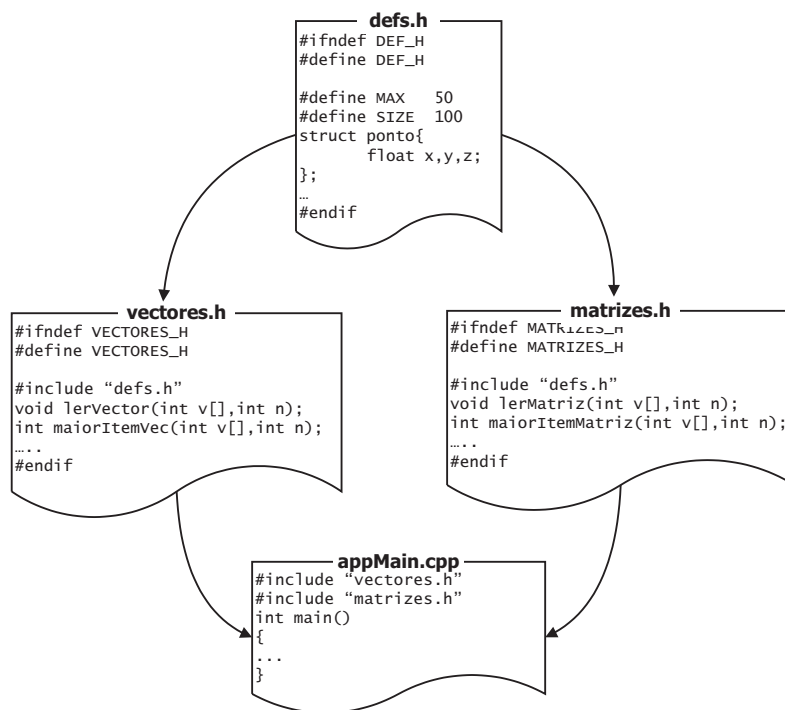 defs.h
#ifndef DEF_H
#define DEF_H
#define MAX   50
#define SIZE  100
struct ponto{
float x,y,z;
};
…
#endif
vectores.h
#ifndef VECTORES_H
#define VECTORES_H
#include “defs.h”
void lerVector(int v[],int n);
int maiorItemVec(int v[],int n);
…..
#endif
matrizes.h
#ifndef MATRIZES_H
#define MATRIZES_H
#include “defs.h”
void lerMatriz(int v[],int n);
int maiorItemMatriz(int v[],int n);
…..
#endif
appMain.cpp
#include “vectores.h”
#include “matrizes.h”
int main()
{
...
}